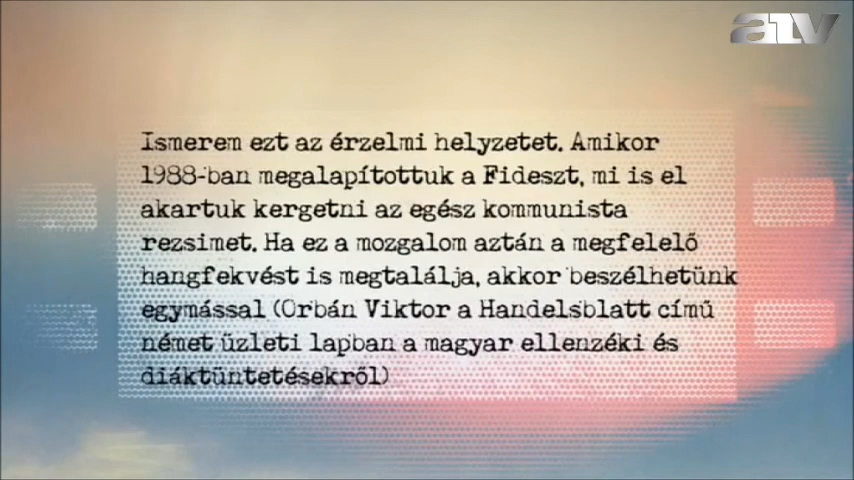 atv
Ismerem ezt az érzelmi helyzetet. Amikor
1988-ban megalapítottuk a Fideszt, mi is el
akartuk kergetni az egész kommunista
rezsimet. Ha ez a mozgalom aztán a megfelelő
hangfekvést is megtalálja, akkor beszélhetünk
egymással (Orbán Viktor a Handelsblatt című
német üzleti lapban a magyar ellenzéki és
diáktüntetésekről)